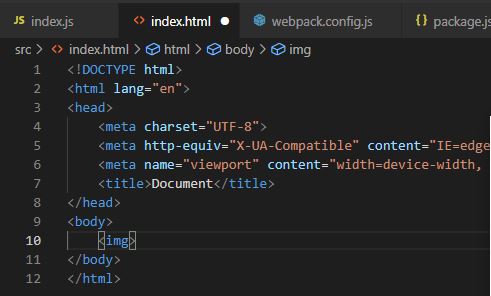 index.js index.html webpack.config.js package.js
src > index.html > html > body > img
1 <!DOCTYPE html>
2 <html lang="en">
3 <head>
4 <meta charset="UTF-8">
5 <meta http-equiv="X-UA-Compatible" content="IE=edge
6 <meta name="viewport" content="width=device-width,
7 <title>Document</title>
8 </head>
9 <body>
10 <img>
11 </body>
12 </html>